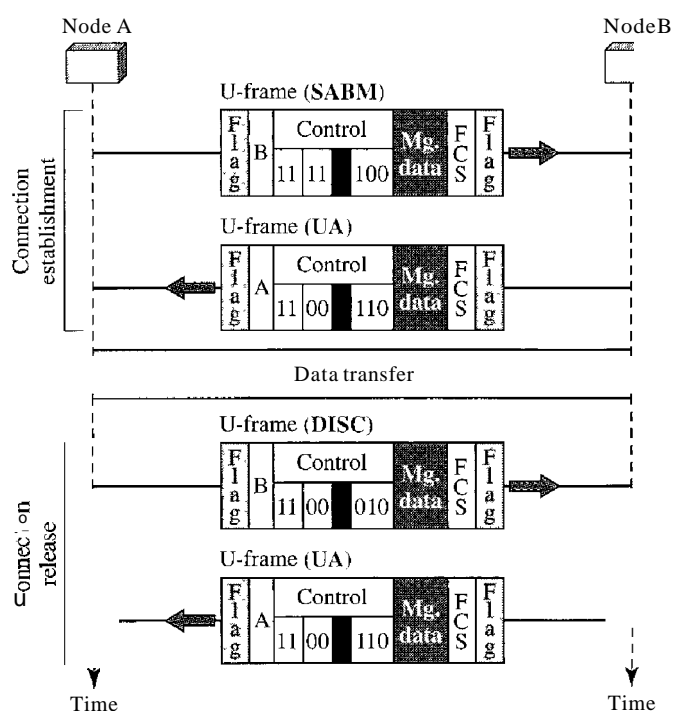 Node A
NodeB
U-frame (SABM)
Flag
B
Control
11 11 100
Mg. data
FCS
Flag
Connection establishment
U-frame (UA)
Flag
A
Control
11 00 110
Mg. data
FCS
Flag
Data transfer
U-frame (DISC)
Flag
B
Control
11 00 010
Mg. data
FCS
Flag
Connection release
U-frame (UA)
Flag
A
Control
11 00 110
Mg. data
FCS
Flag
Time
Time